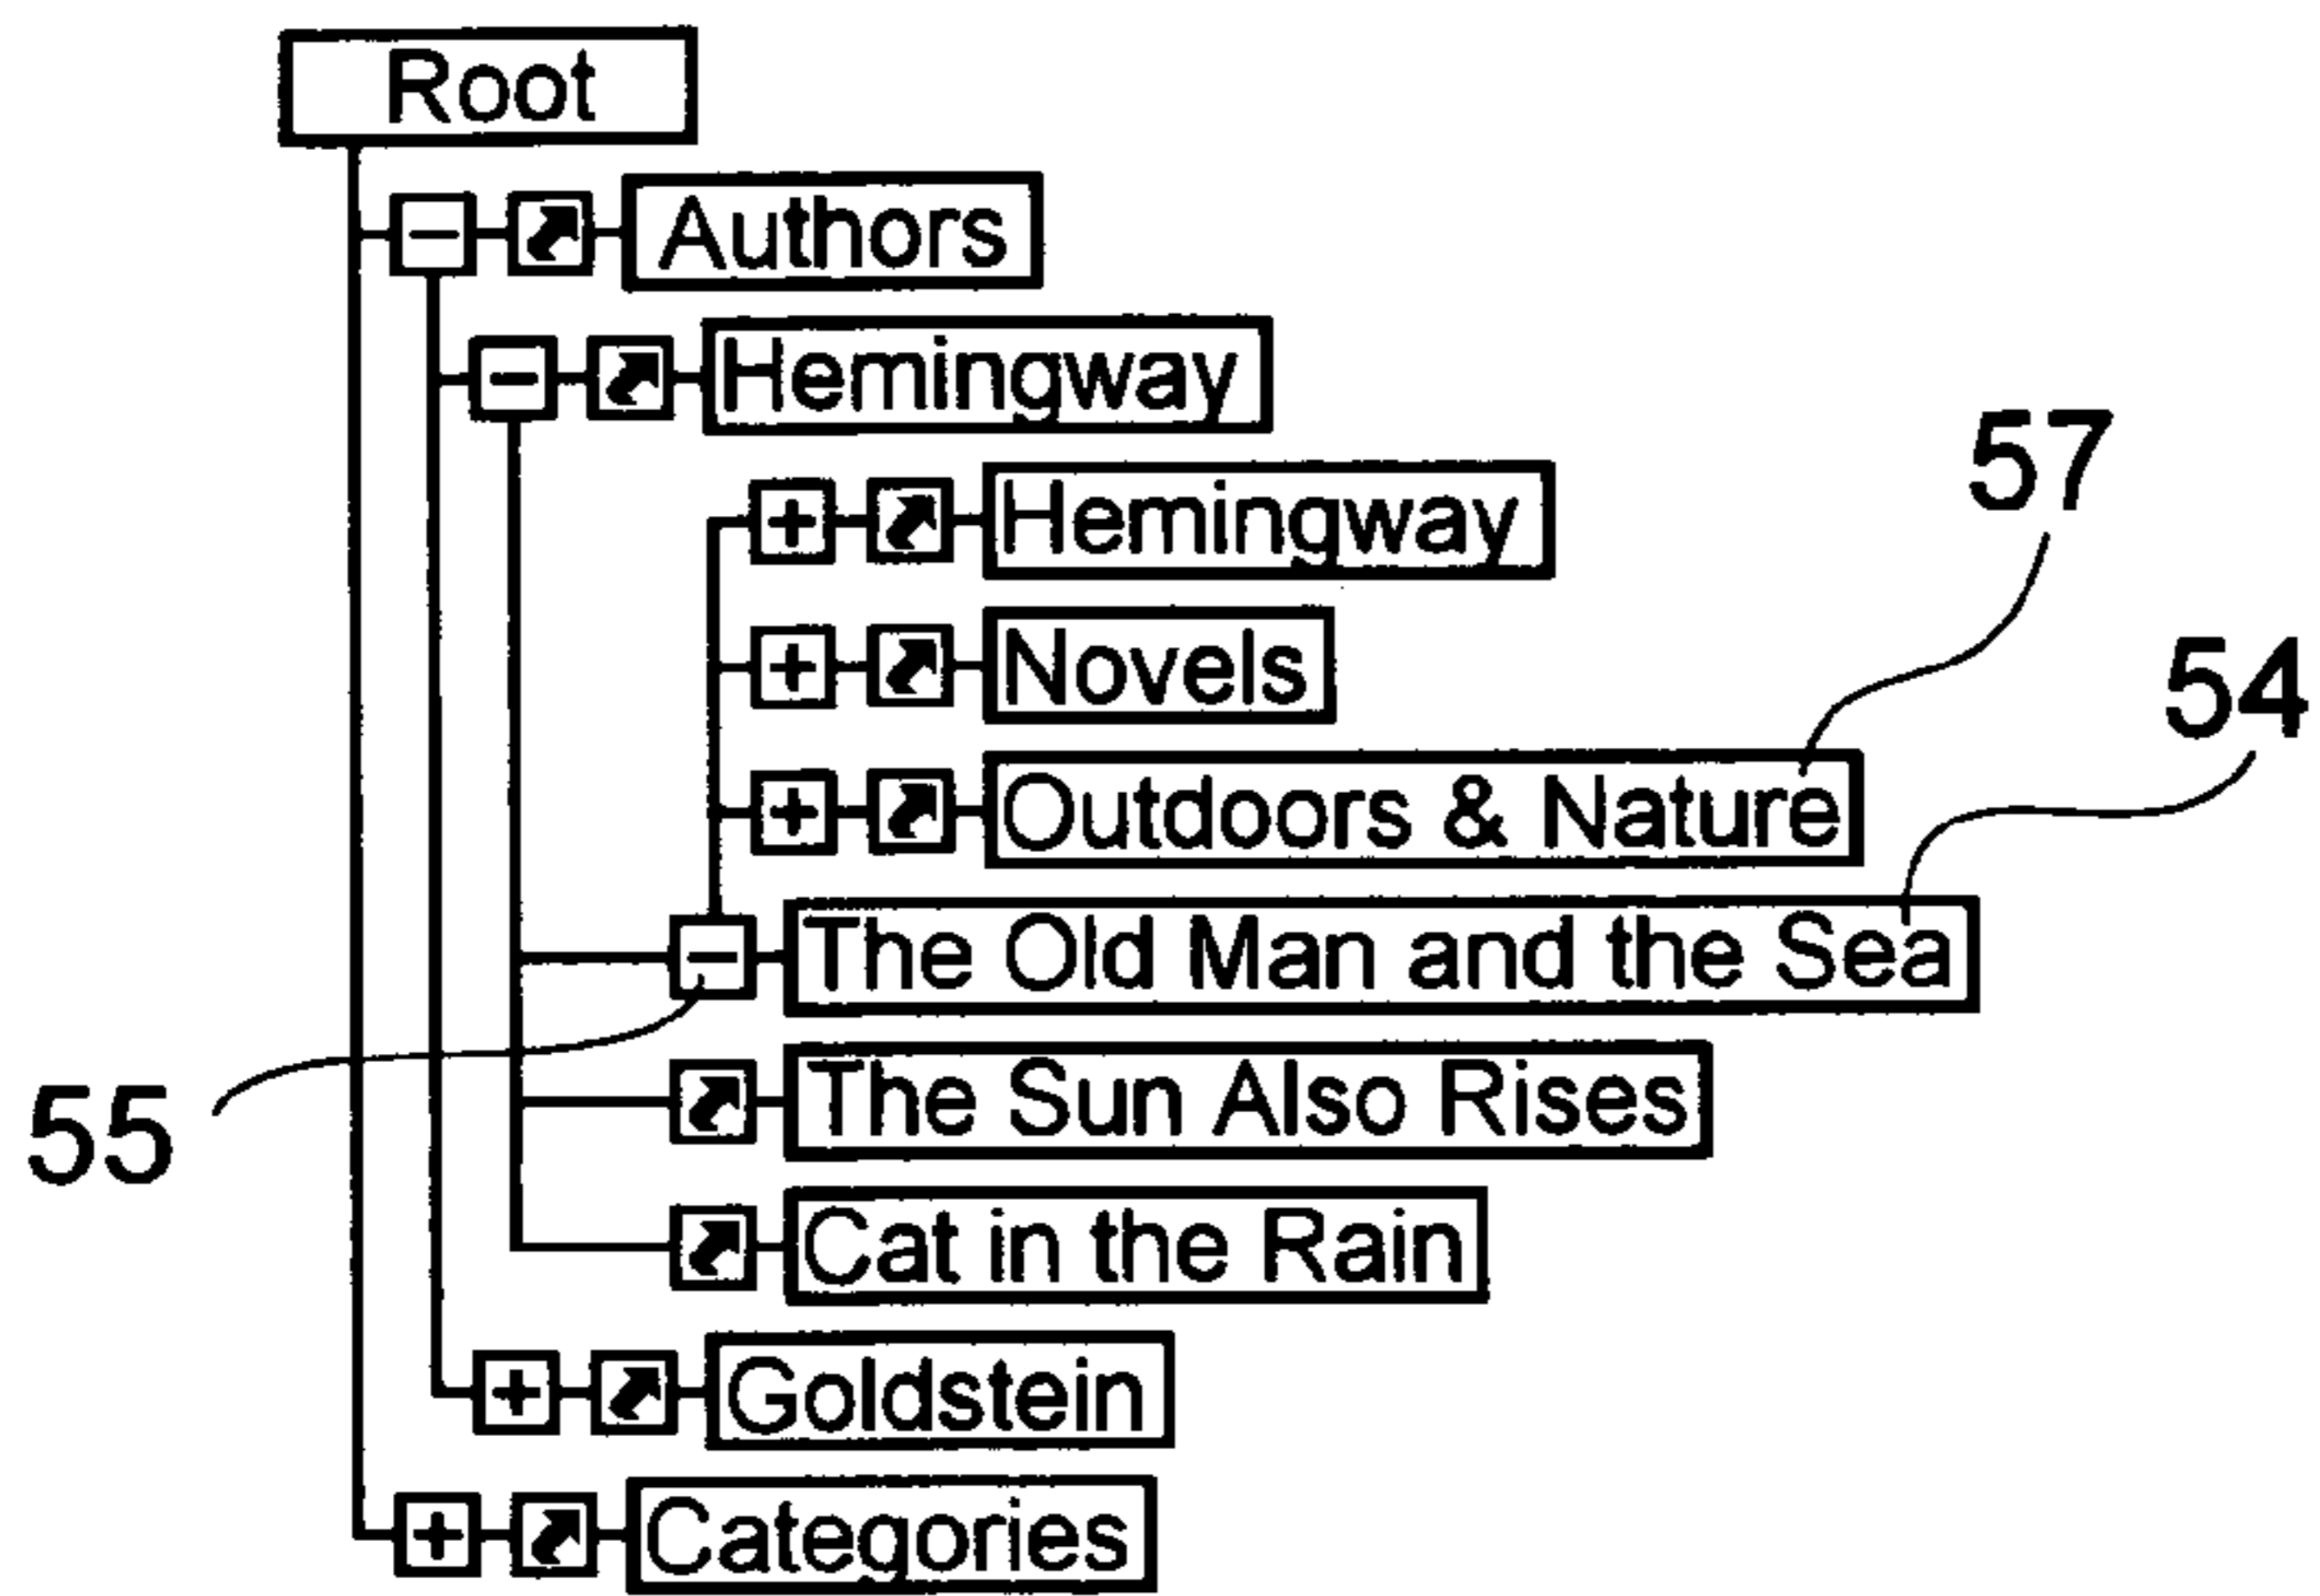 Root
Authors
Hemingway
Hemingway
57
Novels
54
Outdoors & Nature
The Old Man and the Sea
The Sun Also Rises
55
Cat in the Rain
Goldstein
Categories